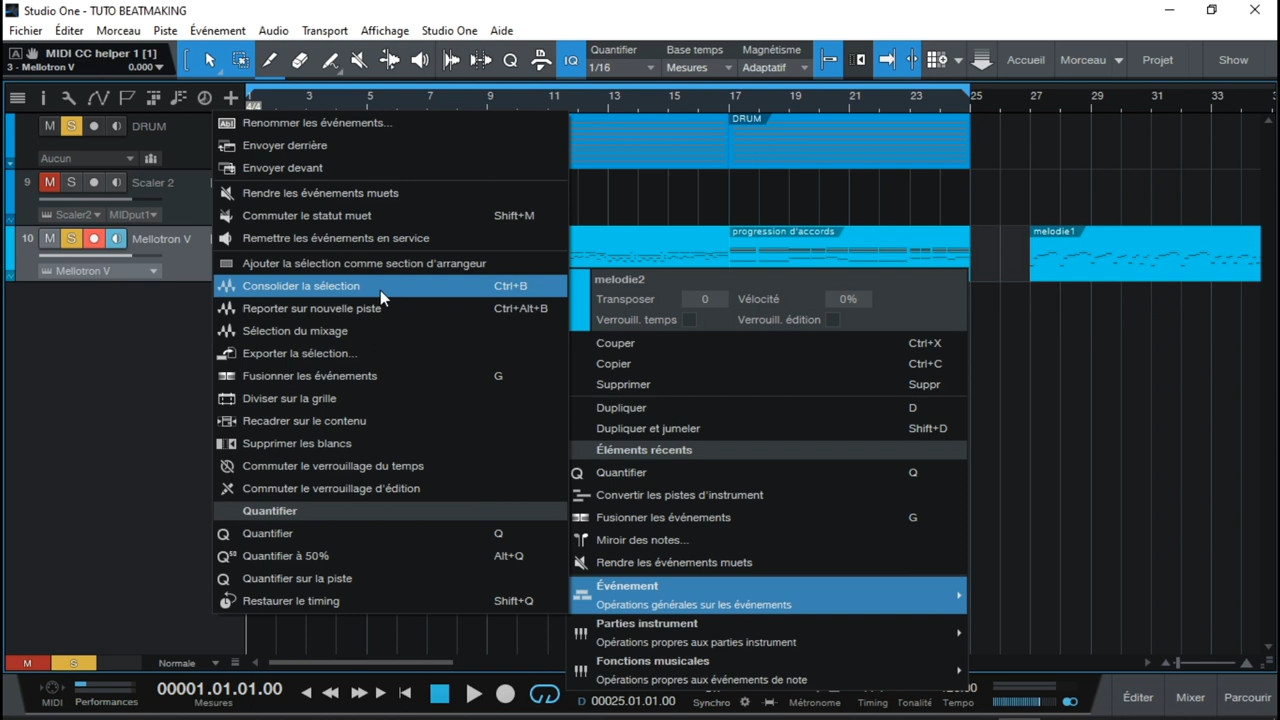 Studio One - TUTO BEATMAKING
Fichier Éditer Morceau Piste Événement Audio Transport Affichage Studio One Aide
A MIDI CC helper 1 [1]
3 - Mellotron V 0.000
IQ
Quantifier
1/16
Base temps
Mesures
Magnétisme
Adaptatif
Accueil Morceau Projet Show
3 5 7 9 11 13 15 17 19 21 23 25 27 29 31 33
4/4
M S DRUM
Aucun
9 M S Scaler 2
Scaler2 MIDput1
10 M S Mellotron V
Mellotron V
DRUM
progression d'accords
melodie1
Renommer les événements...
Envoyer derrière
Envoyer devant
Rendre les événements muets
Commuter le statut muet Shift+M
Remettre les événements en service
Ajouter la sélection comme section d'arrangeur
Consolider la sélection Ctrl+B
Reporter sur nouvelle piste Ctrl+Alt+B
Sélection du mixage
Exporter la sélection...
Fusionner les événements G
Diviser sur la grille
Recadrer sur le contenu
Supprimer les blancs
Commuter le verrouillage du temps
Commuter le verrouillage d'édition
Quantifier
Quantifier Q
Quantifier à 50% Alt+Q
Quantifier sur la piste
Restaurer le timing Shift+Q
melodie2
Transposer 0 Vélocité 0%
Verrouill. temps Verrouill. édition
Couper Ctrl+X
Copier Ctrl+C
Supprimer Suppr
Dupliquer D
Dupliquer et jumeler Shift+D
Éléments récents
Quantifier Q
Convertir les pistes d'instrument
Fusionner les événements G
Miroir des notes...
Rendre les événements muets
Événement
Opérations générales sur les événements
Parties instrument
Opérations propres aux parties instrument
Fonctions musicales
Opérations propres aux événements de note
M S Normale
MIDI Performances
00001.01.01.00
Mesures
D 00025.01.01.00
Synchro Métronome Timing Tonalité Tempo
Éditer Mixer Parcourir